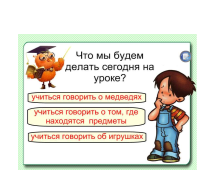 Что мы будем
делать сегодня на
уроке?
учиться говорить о медведях
учиться говорить о том, где
находятся предметы
учиться говорить об игрушках